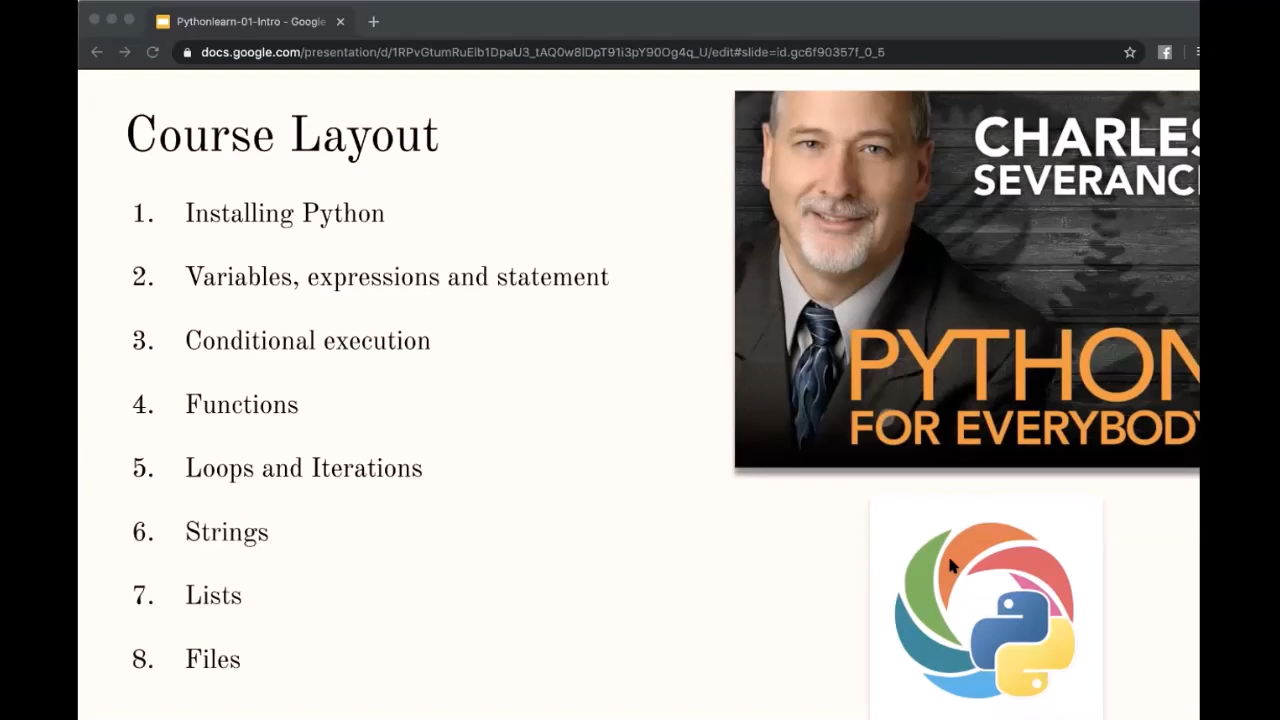 Pythonlearn-01-Intro - Google
docs.google.com/presentation/d/1RPvGtumRuElb1DpaU3_tAQ0w8lDpT91i3pY90Og4q_U/edit#slide=id.gc6f90357f_0_5
Course Layout
1. Installing Python
2. Variables, expressions and statement
3. Conditional execution
4. Functions
5. Loops and Iterations
6. Strings
7. Lists
8. Files
CHARLES
SEVERANCE
PYTHON
FOR EVERYBODY